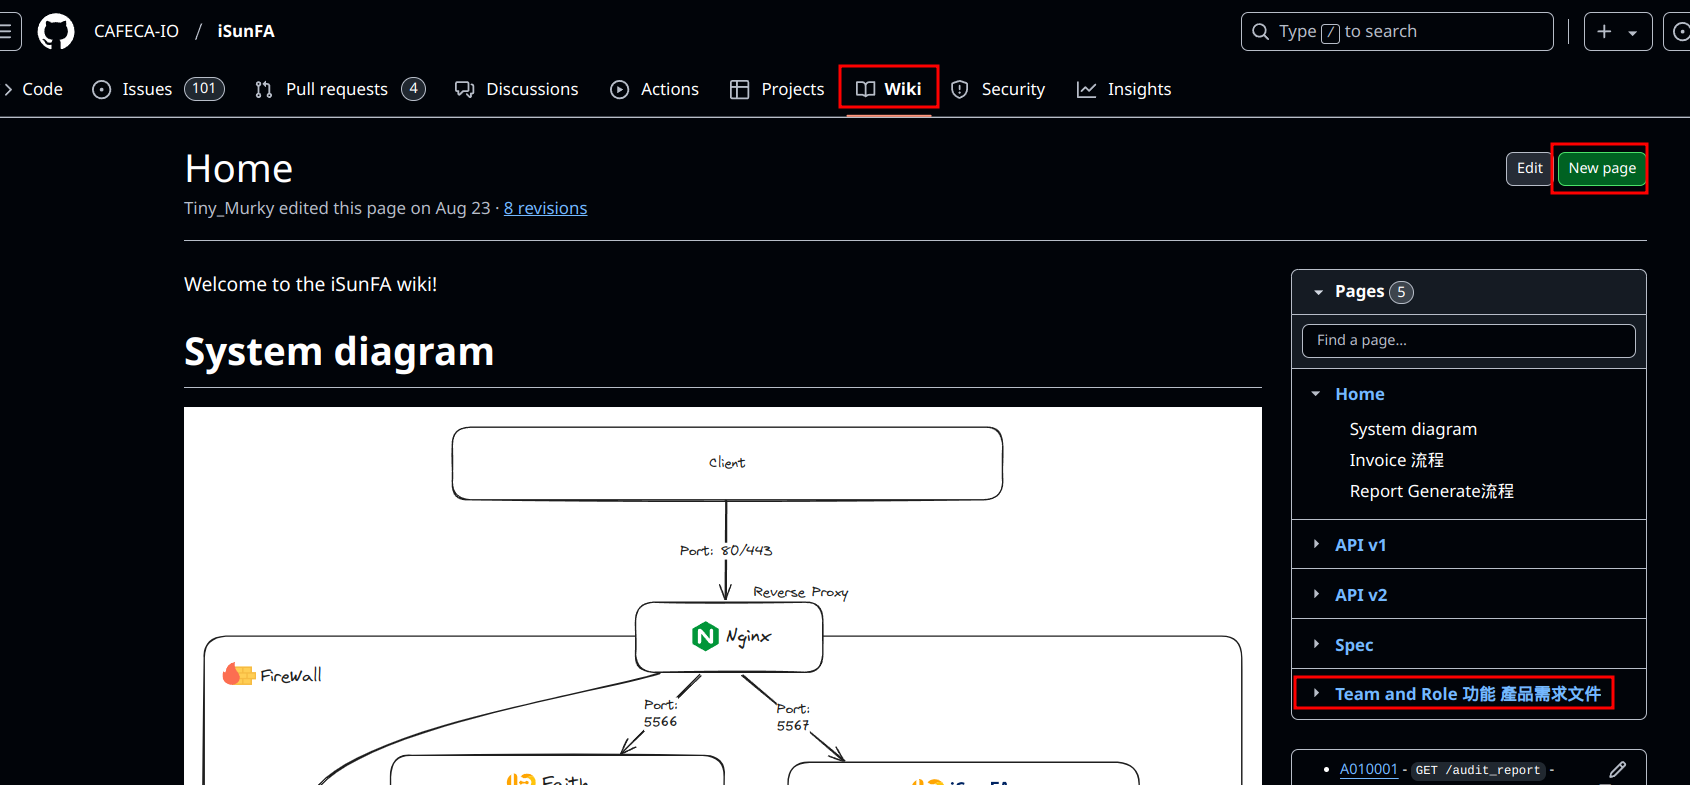 CAFECA-IO / iSunFA
Type / to search
Code
Issues 101
Pull requests 4
Discussions
Actions
Projects
Wiki
Security
Insights
Home
Edit
New page
Tiny_Murky edited this page on Aug 23 · 8 revisions
Welcome to the iSunFA wiki!
System diagram
Client
Port: 80/443
Reverse Proxy
Nginx
FireWall
Port:
5566
Port:
5567
Faith
iSunFA
Pages 5
Find a page...
Home
System diagram
Invoice 流程
Report Generate流程
API v1
API v2
Spec
Team and Role 功能 產品需求文件
A010001 - GET /audit_report -